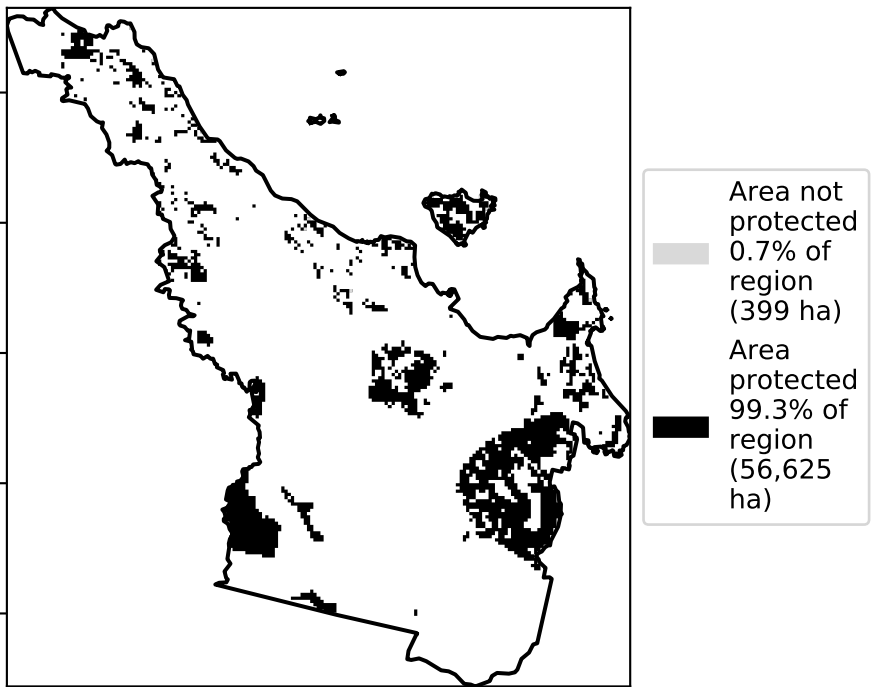 Area not
protected
0.7% of
region
(399 ha)
Area
protected
99.3% of
region
(56,625
ha)